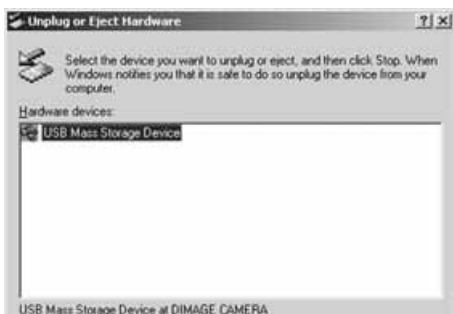 Unplug or Eject Hardware
Select the device you want to unplug or eject, and then click Stop. When
Windows notifies you that it is safe to do so unplug the device from your
computer.
Hardware devices:
USB Mass Storage Device
USB Mass Storage Device at DIMAGE CAMERA